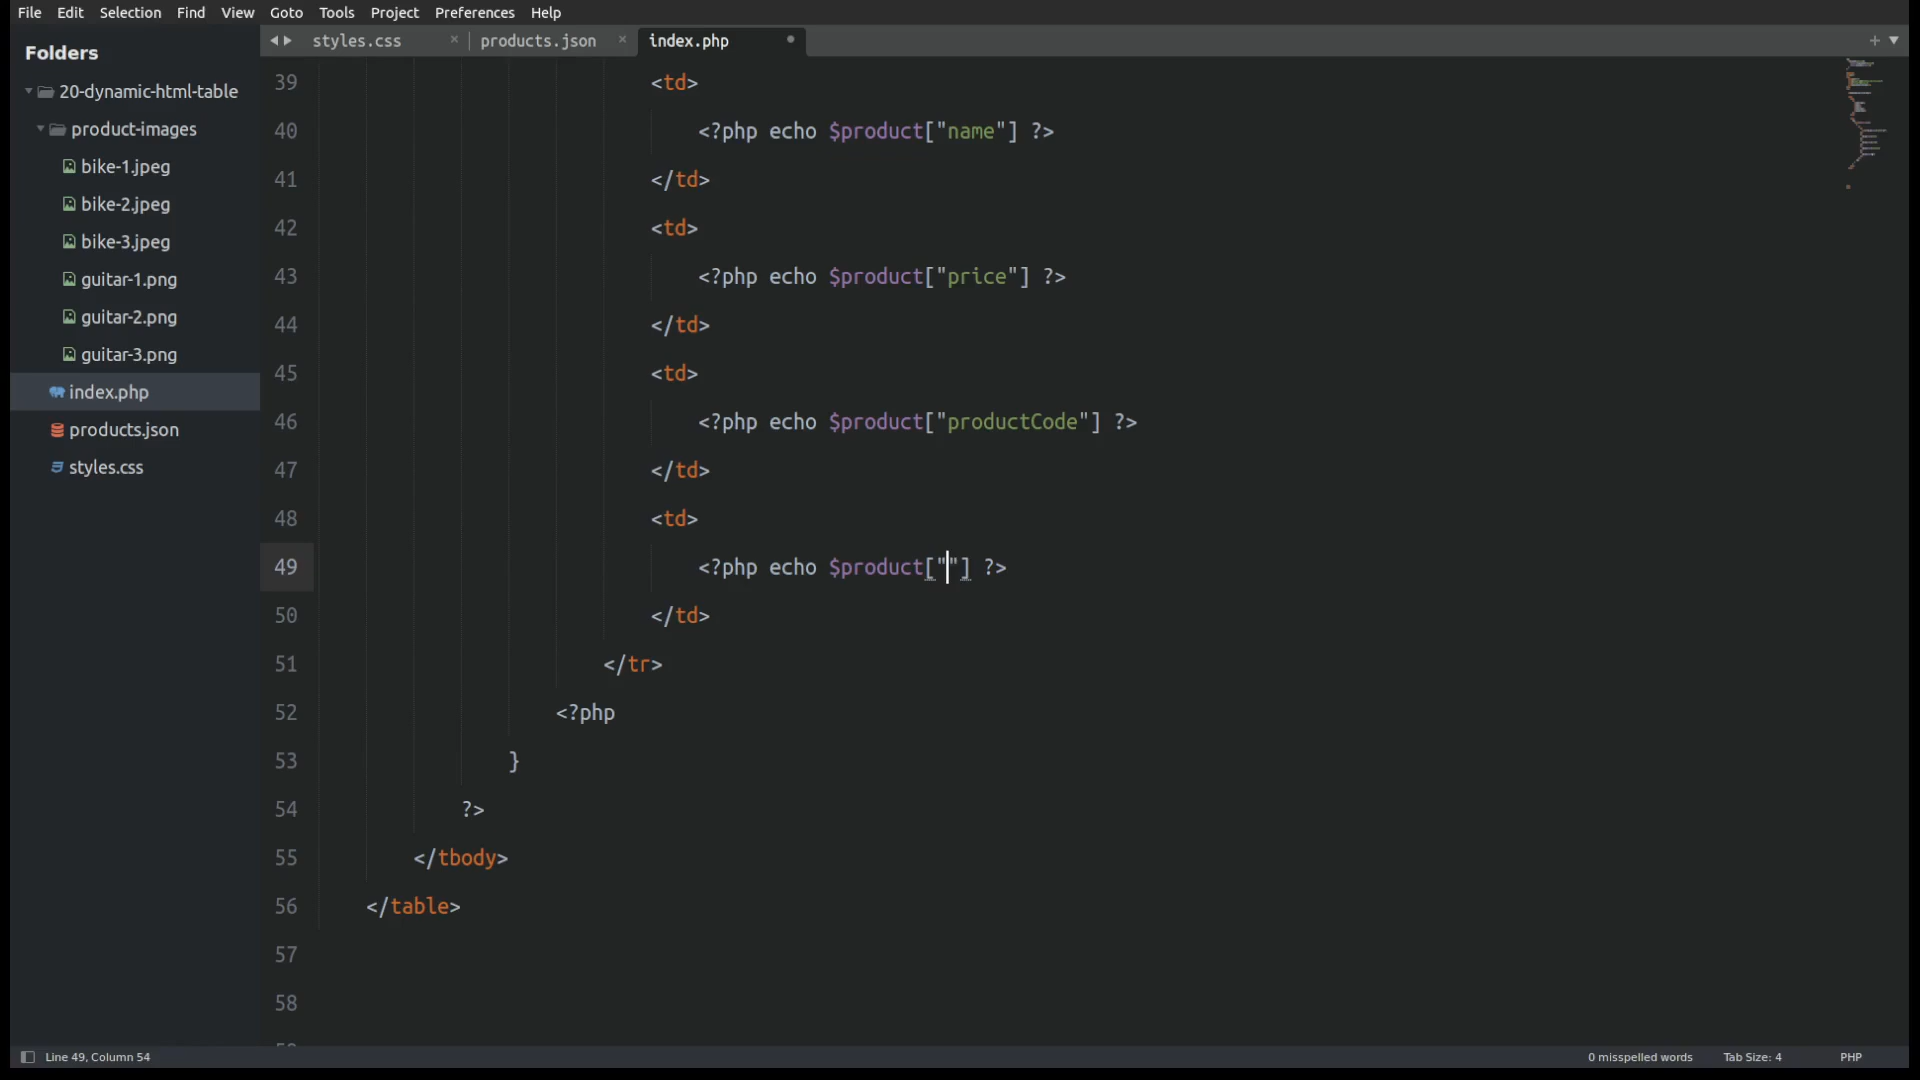 File Edit Selection Find View Goto Tools Project Preferences Help
Folders
20-dynamic-html-table
product-images
bike-1.jpeg
bike-2.jpeg
bike-3.jpeg
guitar-1.png
guitar-2.png
guitar-3.png
index.php
products.json
styles.css
styles.css × products.json × index.php
39 <td>
40 <?php echo $product["name"] ?>
41 </td>
42 <td>
43 <?php echo $product["price"] ?>
44 </td>
45 <td>
46 <?php echo $product["productCode"] ?>
47 </td>
48 <td>
49 <?php echo $product[""] ?>
50 </td>
51 </tr>
52 <?php
53 }
54 ?>
55 </tbody>
56 </table>
57
58
Line 49, Column 54 0 misspelled words Tab Size: 4 PHP